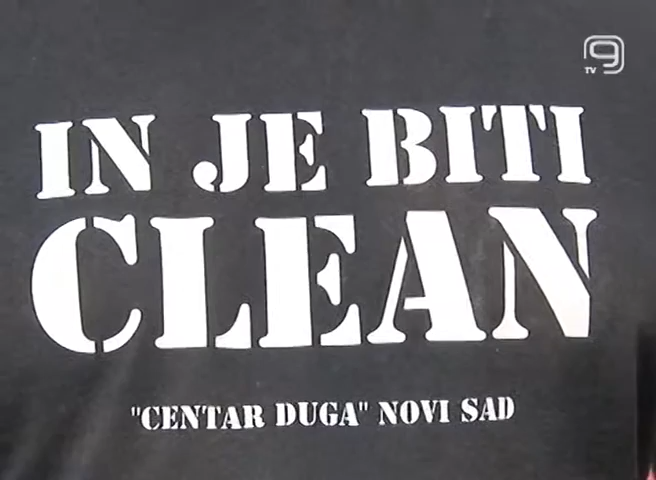 9
TV
IN JE BITI
CLEAN
"CENTAR DUGA" NOVI SAD